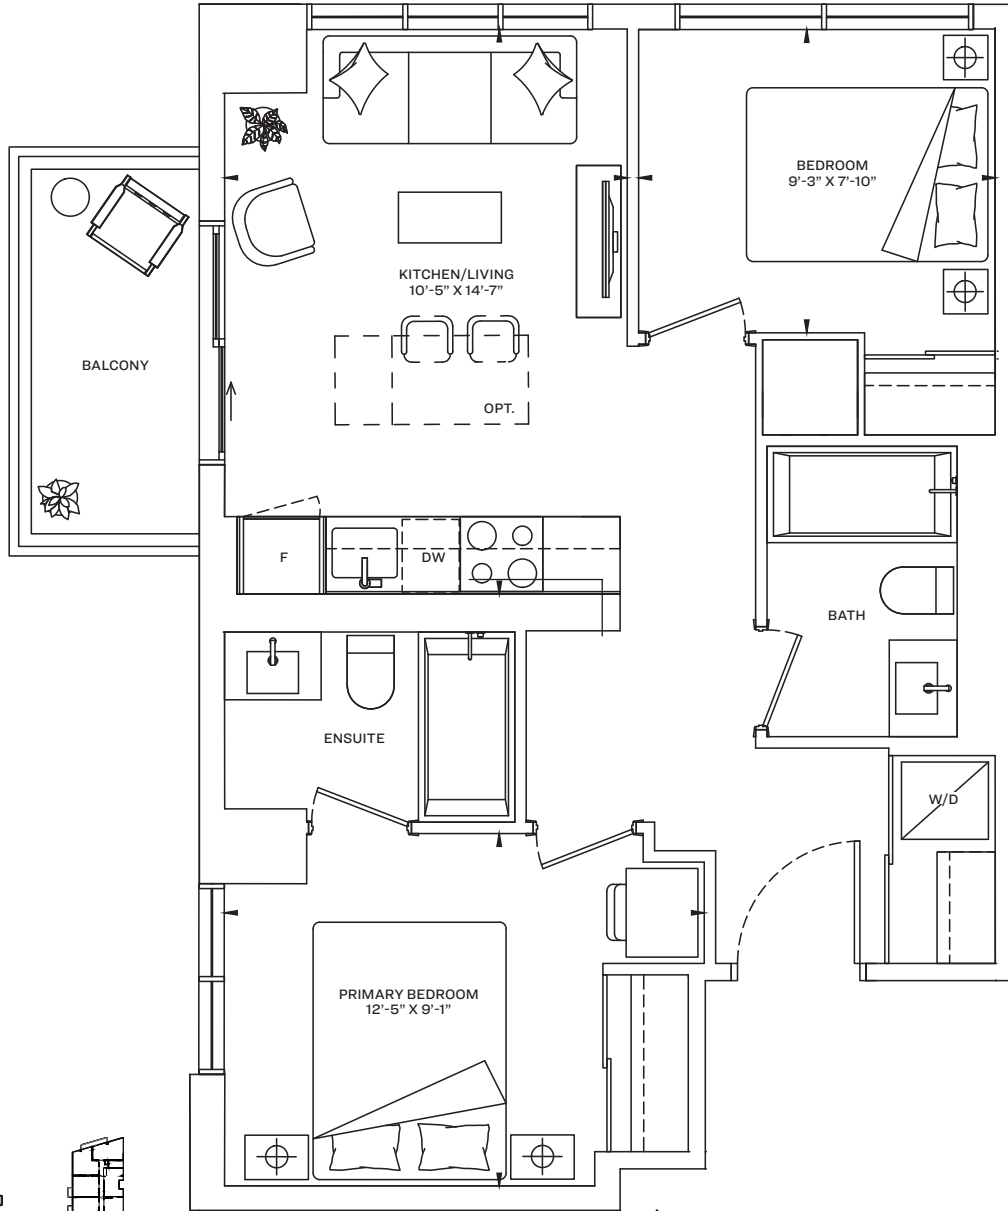 BEDROOM
9'-3" X 7'-10"
KITCHEN/LIVING
10'-5" X 14'-7"
BALCONY
OPT.
F
DW
BATH
ENSUITE
W/D
PRIMARY BEDROOM
12'-5" X 9'-1"